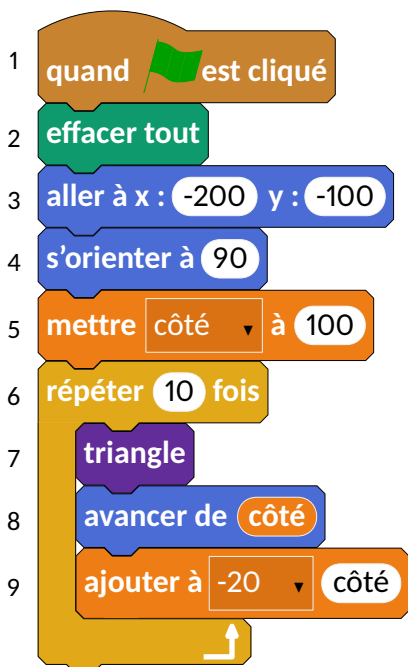 1 quand est cliqué
2 effacer tout
3 aller à x : -200 y : -100
4 s’orienter à 90
5 mettre côté ▼ à 100
6 répéter 10 fois
7 triangle
8 avancer de côté
9 ajouter à -20 ▼ côté